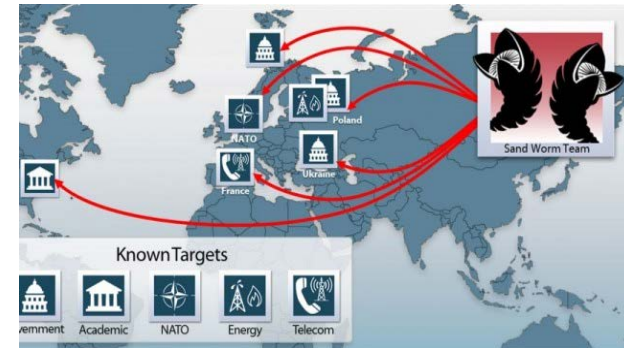 Sand Worm Team
Poland
NATO
Ukraine
France
Known Targets
vernment Academic NATO Energy Telecom